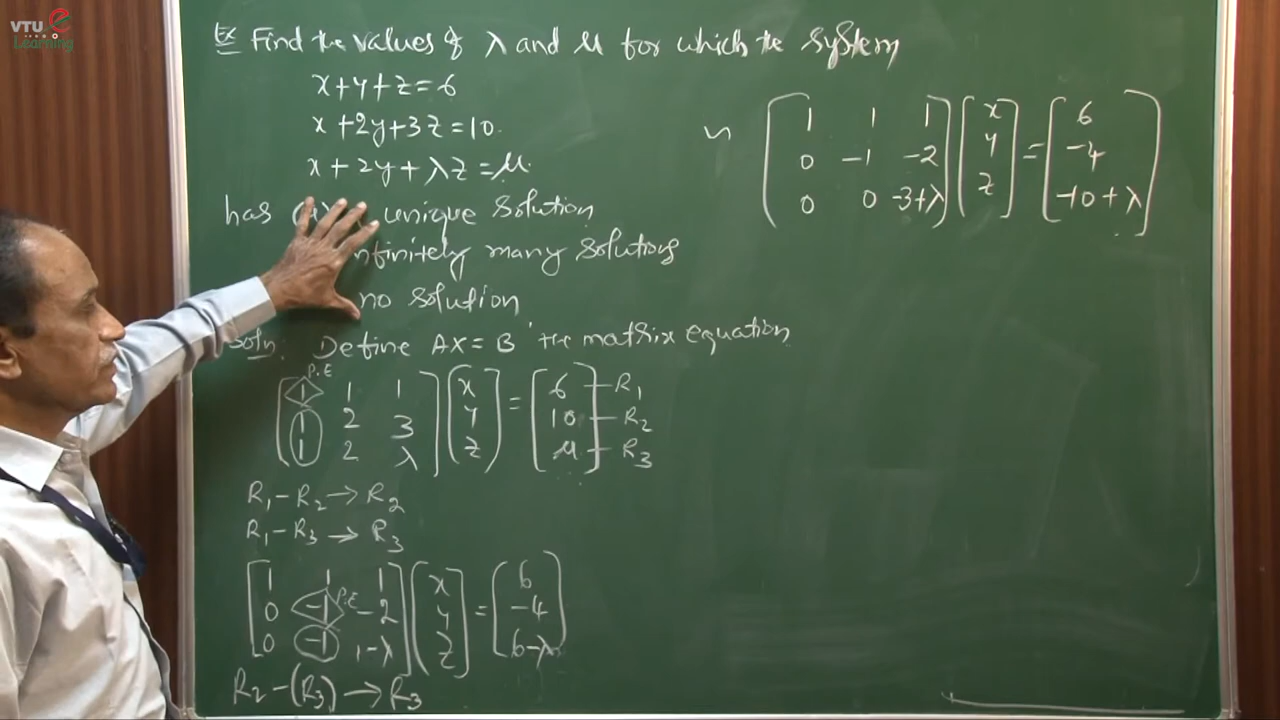 VTU e
Learning
Ex Find the values of λ and μ for which the system
x+y+z=6
x+2y+3z=10.
x+2y+λz=μ.
has unique solution
infinitely many solutions
no solution
Soln. Define AX=B the matrix equation
P.E
[1 1 1] [x] = [6] R1
[1 2 3] [y] = [10] R2
[1 2 λ] [z] = [μ] R3
R1-R2→R2
R1-R3→R3
[1 1 1] [x] = [6]
[0 -1 P.E -2] [y] = [-4]
[0 -1 1-λ] [z] = [6-λ]
R2-(R3)→R3
~ [1 1 1] [x] = [6]
[0 -1 -2] [y] = [-4]
[0 0 -3+λ] [z] = [-10+λ]